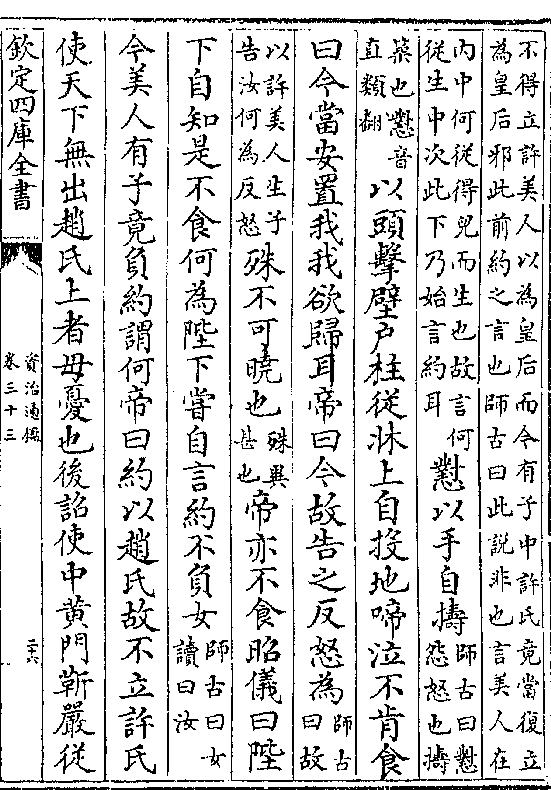 不得立許美人以為皇后而今有子中許氏竟當復立
為皇后邪此前約之言也師古曰此說非也言美人在
内中何從得兒而生也故言何
從生中次此下乃始言約耳
懟以手自擣
師古曰懟
怨怒也擣
築也懟音
直類翻
以頭擊壁户柱從牀上自投地啼泣不肯食
曰今當安置我我欲歸耳帝曰今故告之反怒為
師古
曰故
以許美人生子
告汝何為反怒
殊不可曉也
殊異
甚也
帝亦不食昭儀曰陛
下自知是不食何為陛下嘗自言約不負女
師古曰女
讀曰汝
今美人有子竟負約謂何帝曰約以趙氏故不立許氏
使天下無出趙氏上者毋憂也後詔使中黄門靳嚴從
欽定四庫全書
資治通鑑
卷三十三
二十六